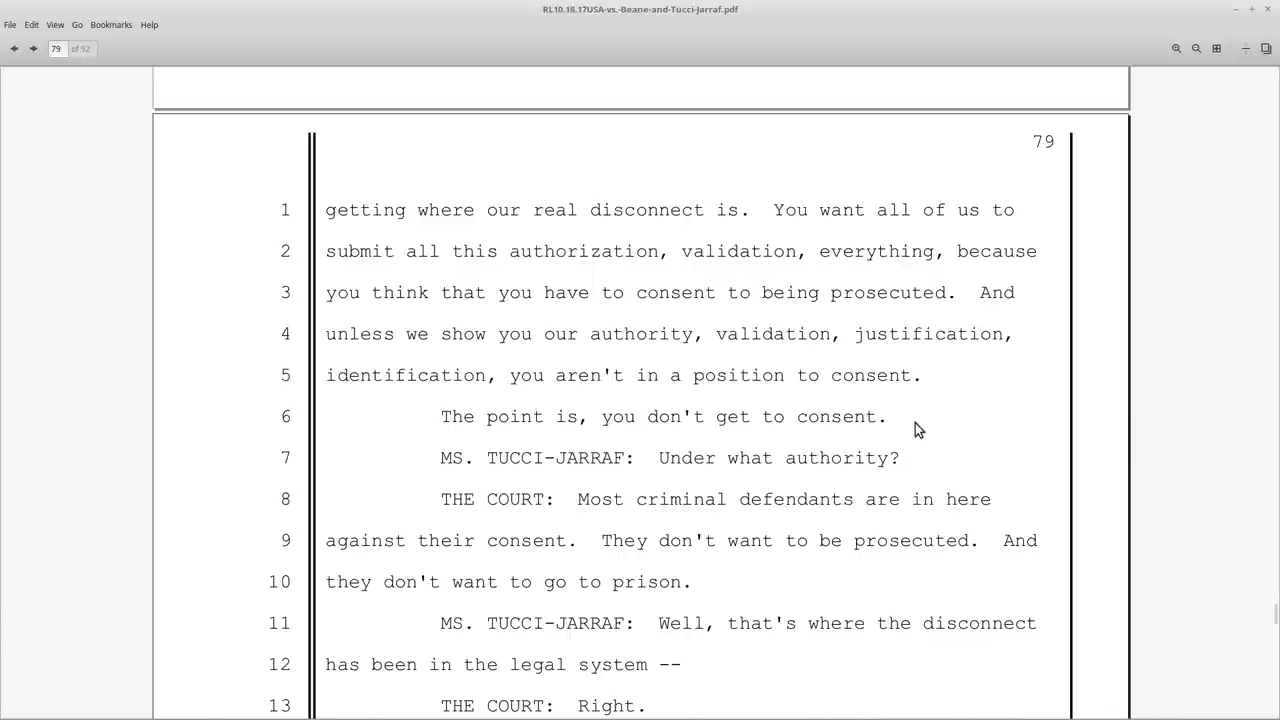 RL10.18.17USA-vs.-Beane-and-Tucci-Jarraf.pdf
File Edit View Go Bookmarks Help
79 of 92
79
1 getting where our real disconnect is. You want all of us to
2 submit all this authorization, validation, everything, because
3 you think that you have to consent to being prosecuted. And
4 unless we show you our authority, validation, justification,
5 identification, you aren't in a position to consent.
6 The point is, you don't get to consent.
7 MS. TUCCI-JARRAF: Under what authority?
8 THE COURT: Most criminal defendants are in here
9 against their consent. They don't want to be prosecuted. And
10 they don't want to go to prison.
11 MS. TUCCI-JARRAF: Well, that's where the disconnect
12 has been in the legal system --
13 THE COURT: Right.